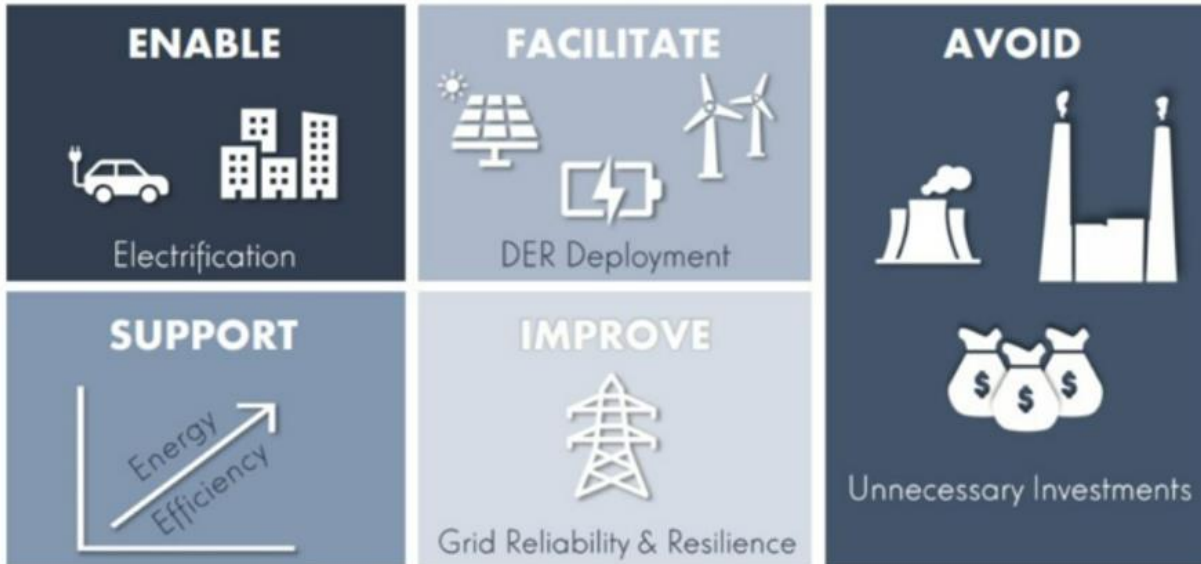 ENABLE
Electrification
FACILITATE
DER Deployment
AVOID
$ $ $
Unnecessary Investments
SUPPORT
Energy
Efficiency
IMPROVE
Grid Reliability & Resilience